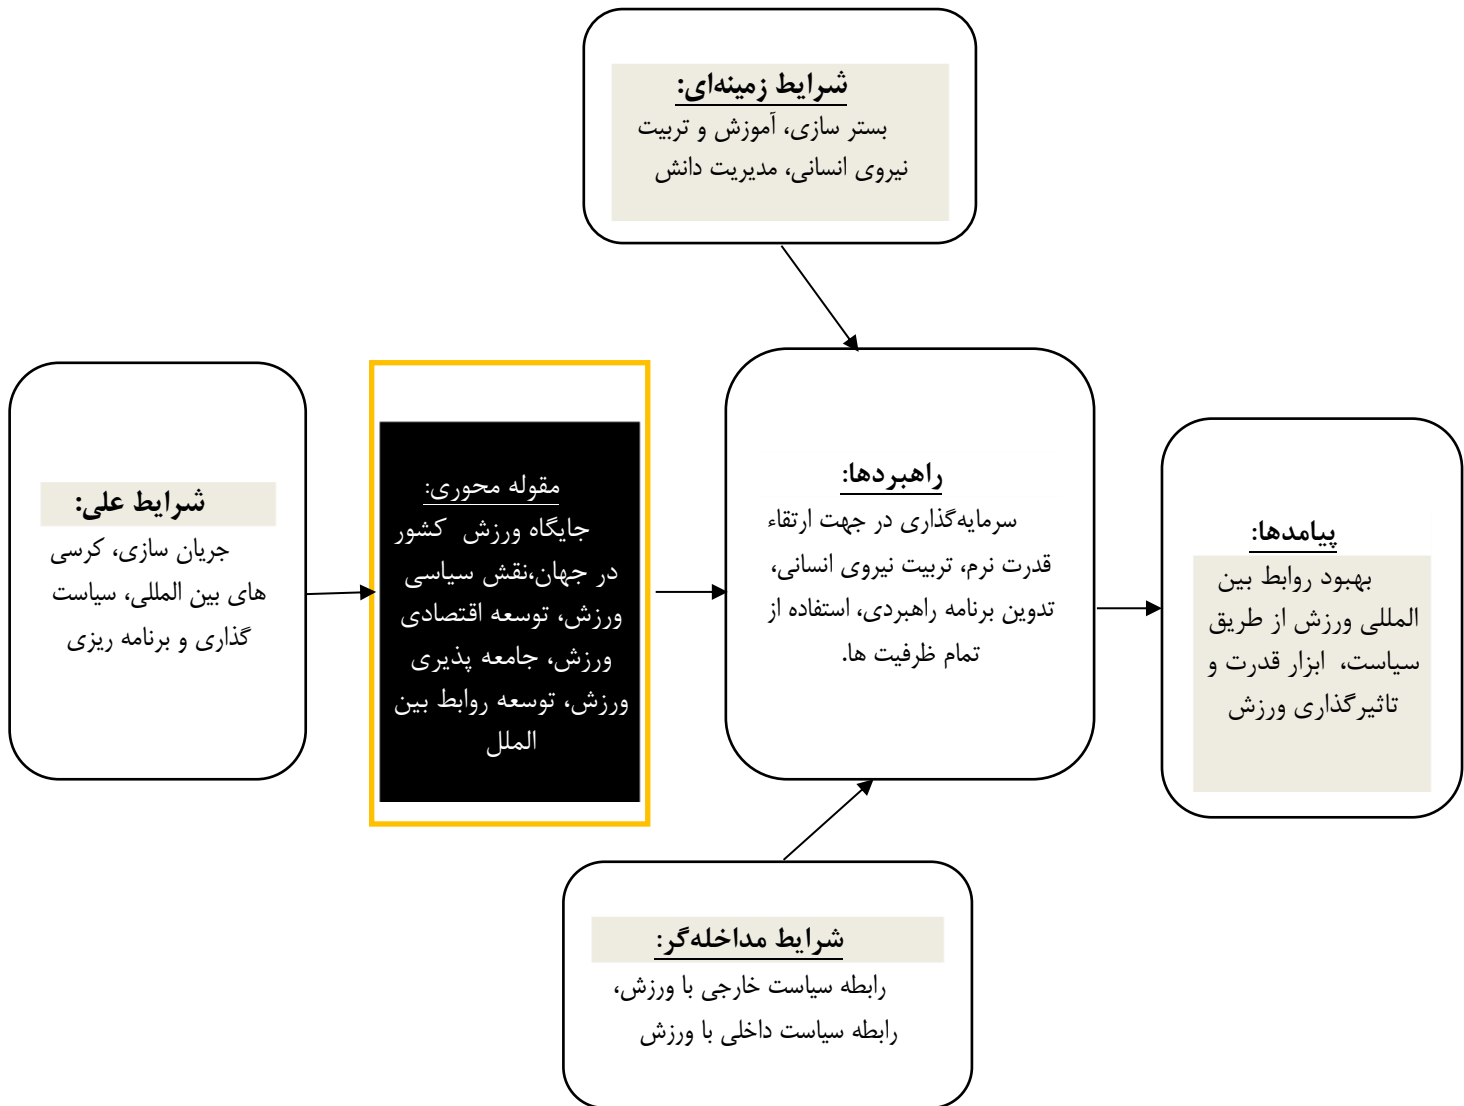 شرایط زمینه‌ای:
بستر سازی، آموزش و تربیت
نیروی انسانی، مدیریت دانش
شرایط علی:
جریان سازی، کرسی
های بین المللی، سیاست
گذاری و برنامه ریزی
مقوله محوری:
جایگاه ورزش کشور
در جهان،نقش سیاسی
ورزش، توسعه اقتصادی
ورزش، جامعه پذیری
ورزش، توسعه روابط بین
الملل
راهبردها:
سرمایه‌گذاری در جهت ارتقاء
قدرت نرم، تربیت نیروی انسانی،
تدوین برنامه راهبردی، استفاده از
تمام ظرفیت ها.
پیامدها:
بهبود روابط بین
المللی ورزش از طریق
سیاست، ابزار قدرت و
تاثیرگذاری ورزش
شرایط مداخله‌گر:
رابطه سیاست خارجی با ورزش،
رابطه سیاست داخلی با ورزش